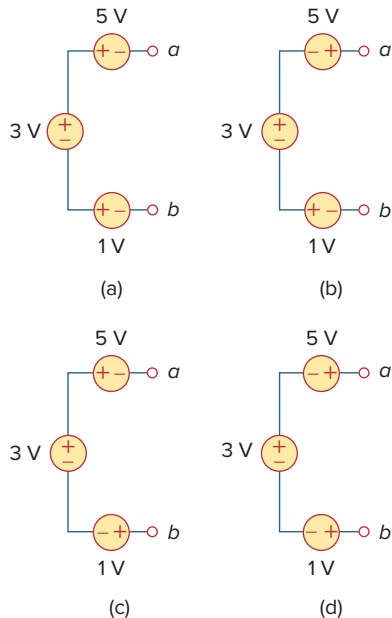 5 V 5 V
+ − a − + a
3 V + − 3 V + −
+ − b + − b
1 V 1 V
(a) (b)
5 V 5 V
+ − a − + a
3 V + − 3 V + −
− + b − + b
1 V 1 V
(c) (d)